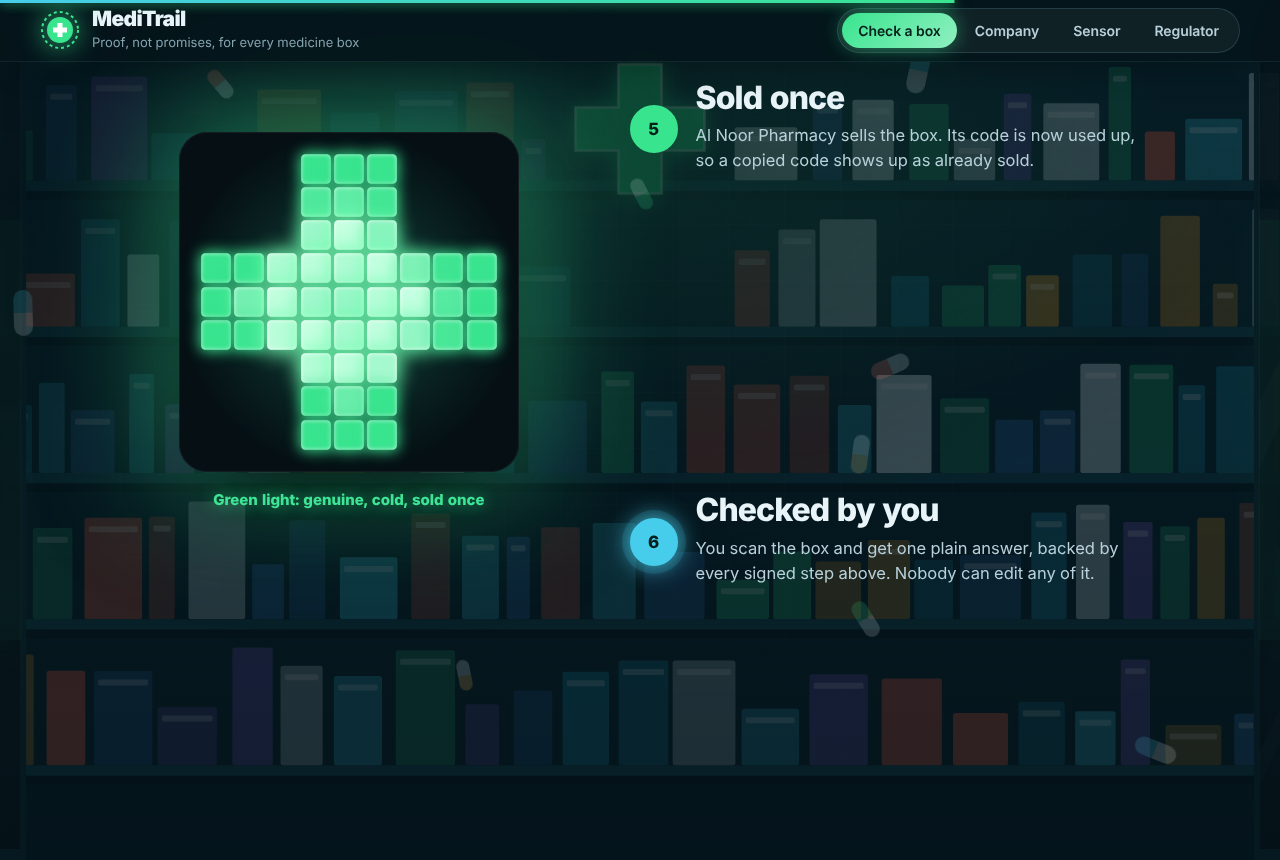 MediTrail
Proof, not promises, for every medicine box
Check a box
Company
Sensor
Regulator
5
Sold once
Al Noor Pharmacy sells the box. Its code is now used up,
so a copied code shows up as already sold.
Green light: genuine, cold, sold once
6
Checked by you
You scan the box and get one plain answer, backed by
every signed step above. Nobody can edit any of it.